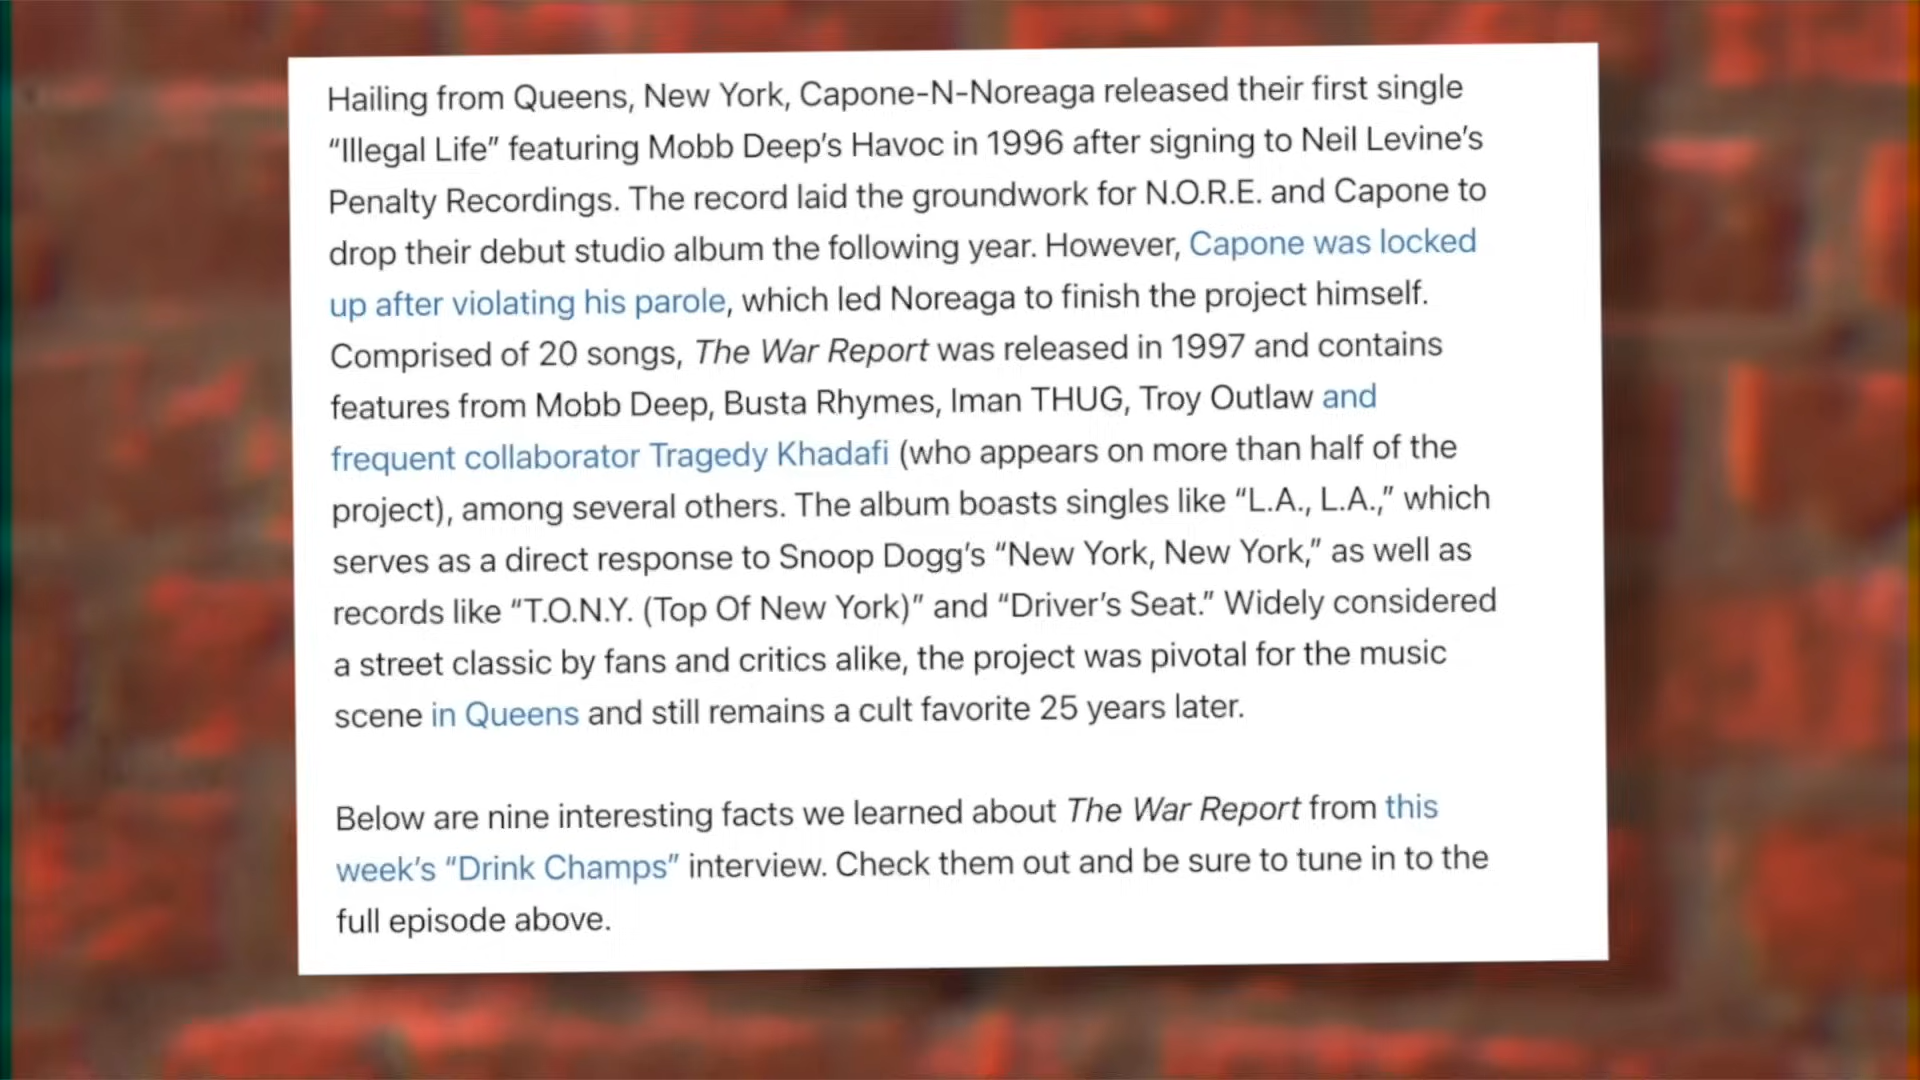 Hailing from Queens, New York, Capone-N-Noreaga released their first single
“Illegal Life” featuring Mobb Deep’s Havoc in 1996 after signing to Neil Levine’s
Penalty Recordings. The record laid the groundwork for N.O.R.E. and Capone to
drop their debut studio album the following year. However, Capone was locked
up after violating his parole, which led Noreaga to finish the project himself.
Comprised of 20 songs, The War Report was released in 1997 and contains
features from Mobb Deep, Busta Rhymes, Iman THUG, Troy Outlaw and
frequent collaborator Tragedy Khadafi (who appears on more than half of the
project), among several others. The album boasts singles like “L.A., L.A.,” which
serves as a direct response to Snoop Dogg’s “New York, New York,” as well as
records like “T.O.N.Y. (Top Of New York)” and “Driver’s Seat.” Widely considered
a street classic by fans and critics alike, the project was pivotal for the music
scene in Queens and still remains a cult favorite 25 years later.
Below are nine interesting facts we learned about The War Report from this
week’s “Drink Champs” interview. Check them out and be sure to tune in to the
full episode above.